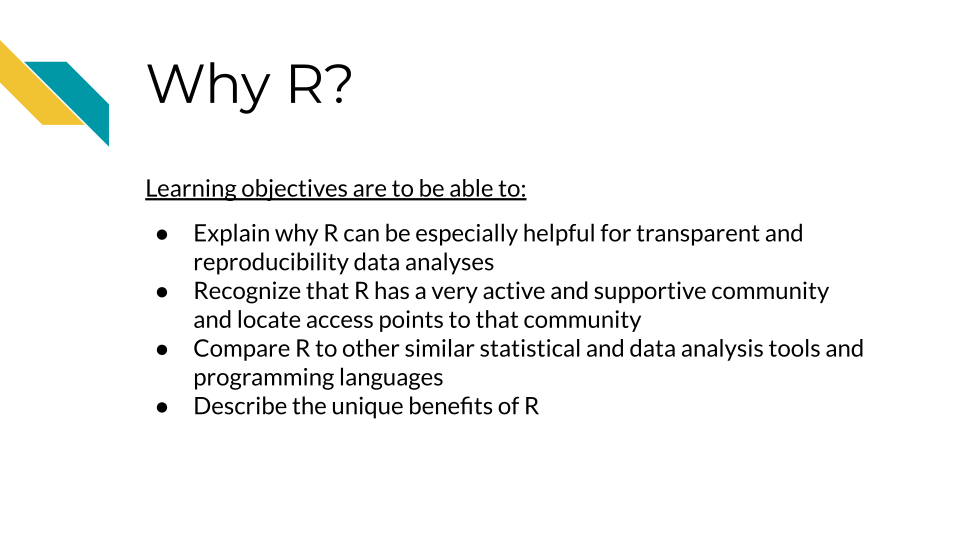 Why R?
Learning objectives are to be able to:
● Explain why R can be especially helpful for transparent and
reproducibility data analyses
● Recognize that R has a very active and supportive community
and locate access points to that community
● Compare R to other similar statistical and data analysis tools and
programming languages
● Describe the unique benefits of R